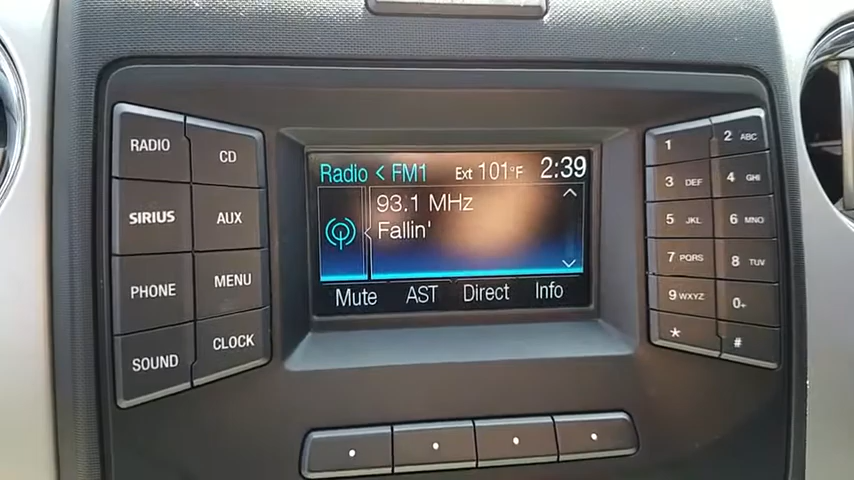 RADIO
CD
SIRIUS
AUX
PHONE
MENU
SOUND
CLOCK
Radio < FM1 Ext 101°F 2:39
93.1 MHz
Fallin'
Mute AST Direct Info
1
2 ABC
3 DEF
4 GHI
5 JKL
6 MNO
7 PQRS
8 TUV
9 WXYZ
0+
*
#